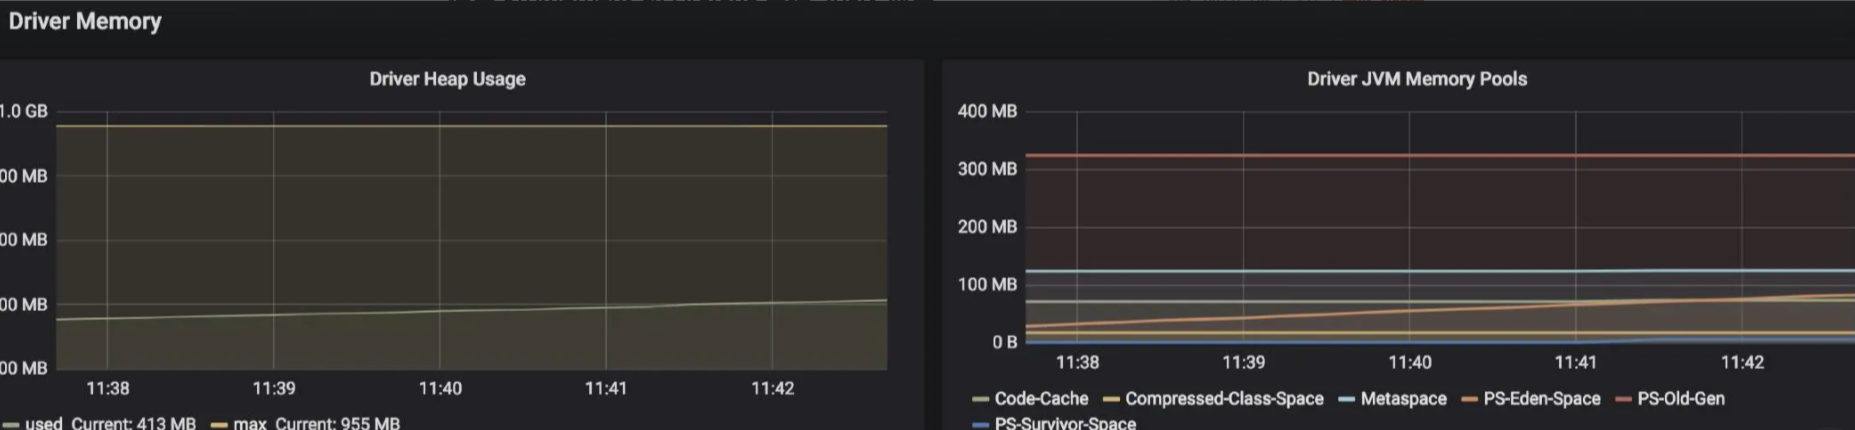 Driver Memory
Driver Heap Usage
1.0 GB
00 MB
00 MB
00 MB
00 MB
11:38 11:39 11:40 11:41 11:42
used Current: 413 MB max Current: 955 MB
Driver JVM Memory Pools
400 MB
300 MB
200 MB
100 MB
0 B
11:38 11:39 11:40 11:41 11:42
Code-Cache Compressed-Class-Space Metaspace PS-Eden-Space PS-Old-Gen
PS-Survivor-Space